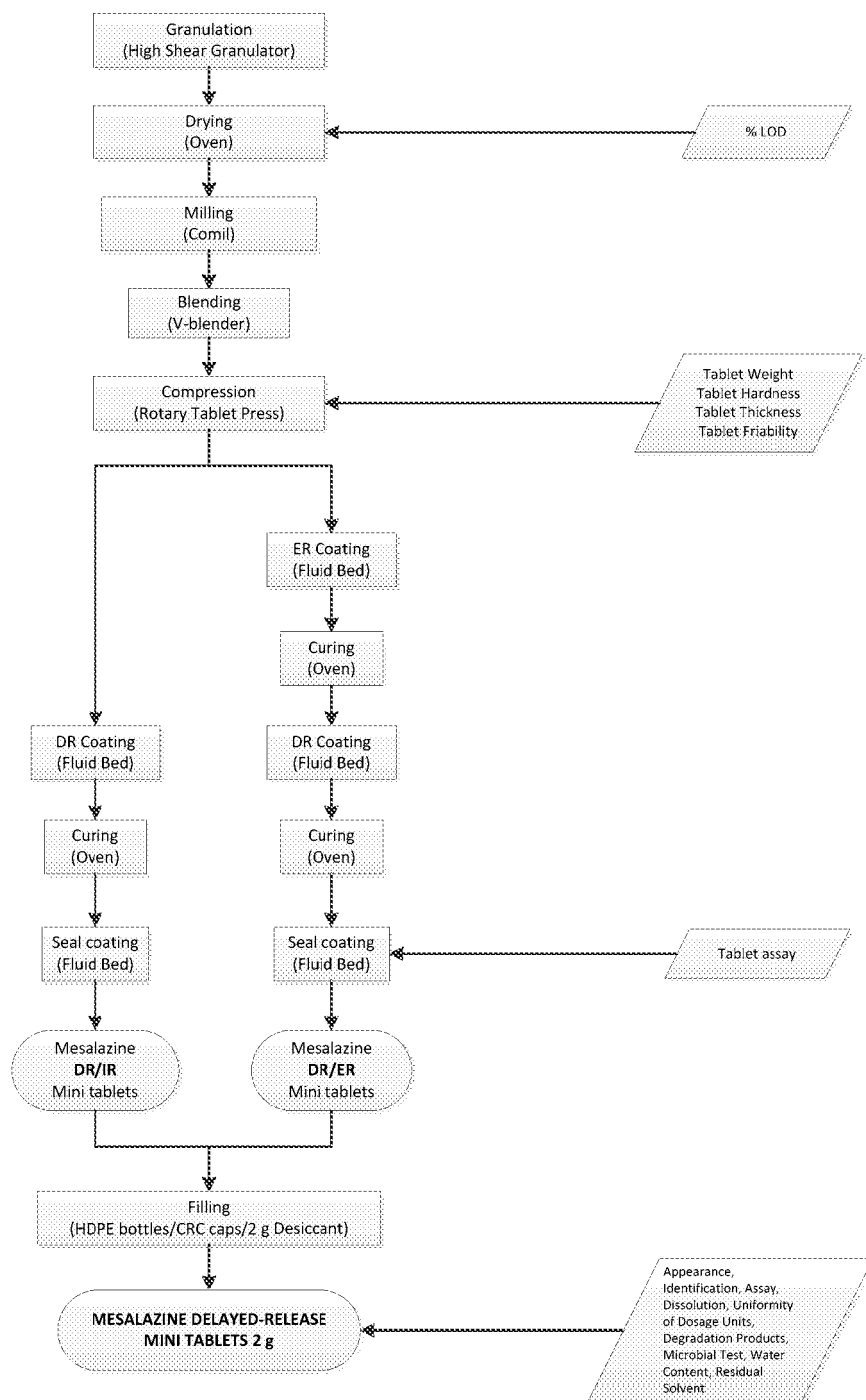 Granulation
(High Shear Granulator)
Drying
(Oven)
% LOD
Milling
(Comil)
Blending
(V-blender)
Compression
(Rotary Tablet Press)
Tablet Weight
Tablet Hardness
Tablet Thickness
Tablet Friability
ER Coating
(Fluid Bed)
Curing
(Oven)
DR Coating
(Fluid Bed)
DR Coating
(Fluid Bed)
Curing
(Oven)
Curing
(Oven)
Seal coating
(Fluid Bed)
Seal coating
(Fluid Bed)
Tablet assay
Mesalazine
DR/IR
Mini tablets
Mesalazine
DR/ER
Mini tablets
Filling
(HDPE bottles/CRC caps/2 g Desiccant)
MESALAZINE DELAYED-RELEASE
MINI TABLETS 2 g
Appearance,
Identification, Assay,
Dissolution, Uniformity
of Dosage Units,
Degradation Products,
Microbial Test, Water
Content, Residual
Solvent